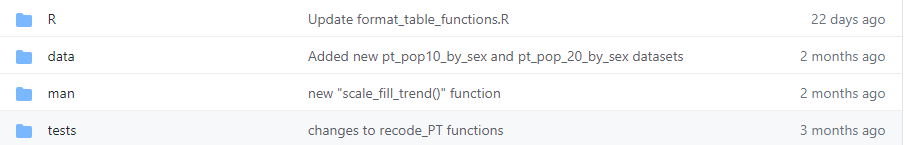 R Update format_table_functions.R 22 days ago
data Added new pt_pop10_by_sex and pt_pop_20_by_sex datasets 2 months ago
man new "scale_fill_trend()" function 2 months ago
tests changes to recode_PT functions 3 months ago